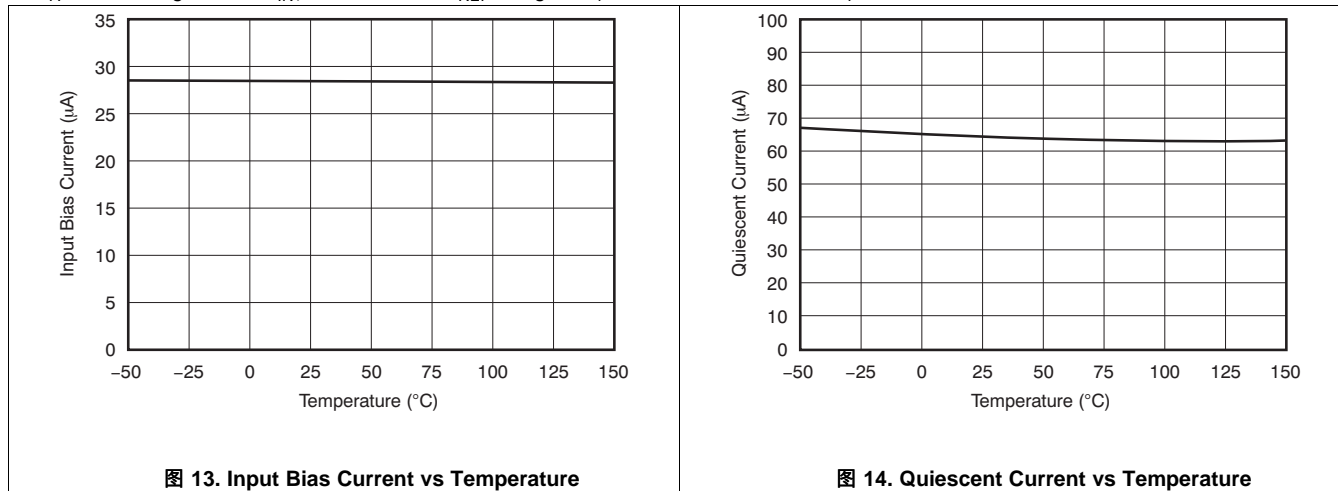 35
30
25
20
15
10
5
0
Input Bias Current (µA)
−50 −25 0 25 50 75 100 125 150
Temperature (°C)
图 13. Input Bias Current vs Temperature
100
90
80
70
60
50
40
30
20
10
0
Quiescent Current (µA)
−50 −25 0 25 50 75 100 125 150
Temperature (°C)
图 14. Quiescent Current vs Temperature